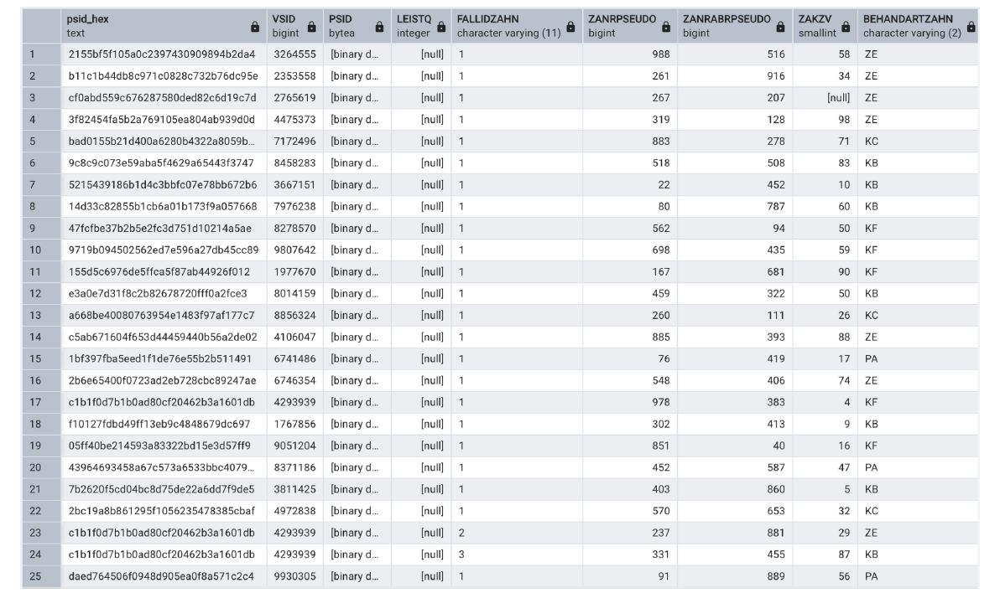 psid_hex VSID PSID LEISTQ FALLIDZAHN ZANRPSEUDO ZANRABRPSEUDO ZAKZV BEHANDARTZAHN
text bigint bytea integer character varying (11) bigint bigint smallint character varying (2)
1 2155bf5f105a0c2397430909894b2da4 3264555 [binary d... [null] 1 988 516 58 ZE
2 b11c1b44db8c971c0828c732b76dc95e 2353558 [binary d... [null] 1 261 916 34 ZE
3 cf0abd559c676287580ded82c6d19c7d 2765619 [binary d... [null] 1 267 207 [null] ZE
4 3f82454fa5b2a769105ea804ab939d0d 4475373 [binary d... [null] 1 319 128 98 ZE
5 bad0155b21d400a6280b4322a8059b... 7172496 [binary d... [null] 1 883 278 71 KC
6 9c8c9c073e59aba5f4629a65443f3747 8458283 [binary d... [null] 1 518 508 83 KB
7 5215439186b1d4c3bbfc07e78bb672b6 3667151 [binary d... [null] 1 22 452 10 KB
8 14d33c82855b1cb6a01b173f9a057668 7976238 [binary d... [null] 1 80 787 60 KB
9 47fcfbe37b2b5e2fc3d751d10214a5ae 8278570 [binary d... [null] 1 562 94 50 KF
10 9719b094502562ed7e596a27db45cc89 9807642 [binary d... [null] 1 698 435 59 KF
11 155d5c6976de5ffca5f87ab44926f012 1977670 [binary d... [null] 1 167 681 90 KF
12 e3a0e7d31f8c2b82678720fff0a2fce3 8014159 [binary d... [null] 1 459 322 50 KB
13 a668be40080763954e1483f97af177c7 8856324 [binary d... [null] 1 260 111 26 KC
14 c5ab671604f653d44459440b56a2de02 4106047 [binary d... [null] 1 885 393 88 ZE
15 1bf397fba5eed1f1de76e55b2b511491 6741486 [binary d... [null] 1 76 419 17 PA
16 2b6e65400f0723ad2eb728cbc89247ae 6746354 [binary d... [null] 1 548 406 74 ZE
17 c1b1f0d7b1b0ad80cf20462b3a1601db 4293939 [binary d... [null] 1 978 383 4 KF
18 f10127fdbd49ff13eb9c4848679dc697 1767856 [binary d... [null] 1 302 413 9 KB
19 05ff40be214593a83322bd15e3d57ff9 9051204 [binary d... [null] 1 851 40 16 KF
20 43964693458a67c573a6533bbc4079... 8371186 [binary d... [null] 1 452 587 47 PA
21 7b2620f5cd04bc8d75de22a6dd7f9de5 3811425 [binary d... [null] 1 403 860 5 KB
22 2bc19a8b861295f1056235478385cbaf 4972838 [binary d... [null] 1 570 653 32 KC
23 c1b1f0d7b1b0ad80cf20462b3a1601db 4293939 [binary d... [null] 2 237 881 29 ZE
24 c1b1f0d7b1b0ad80cf20462b3a1601db 4293939 [binary d... [null] 3 331 455 87 KB
25 daed764506f0948d905ea0f8a571c2c4 9930305 [binary d... [null] 1 91 889 56 PA